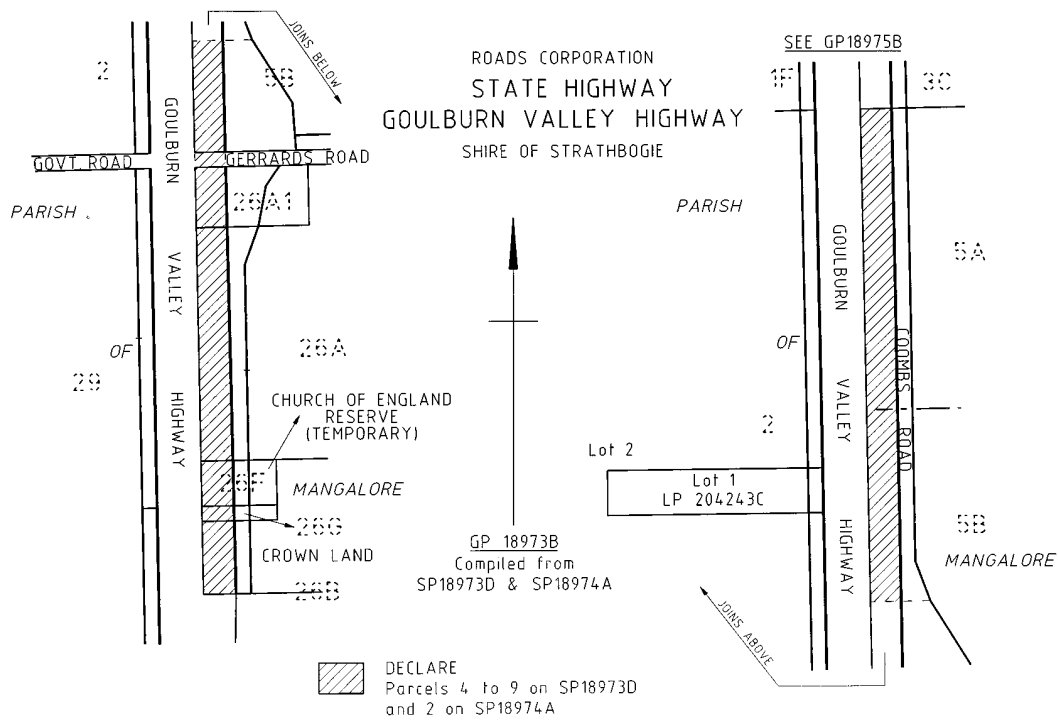 2
5B
JOINS BELOW
GOULBURN
VALLEY
HIGHWAY
GOVT ROAD
GERRARDS ROAD
PARISH
26A1
OF
29
26A
CHURCH OF ENGLAND
RESERVE
(TEMPORARY)
26F
MANGALORE
26G
CROWN LAND
26B
ROADS CORPORATION
STATE HIGHWAY
GOULBURN VALLEY HIGHWAY
SHIRE OF STRATHBOGIE
GP 18973B
Compiled from
SP18973D & SP18974A
SEE GP18975B
1F
3C
PARISH
GOULBURN
VALLEY
HIGHWAY
5A
OF
COOMBS ROAD
2
Lot 2
Lot 1
LP 204243C
5B
MANGALORE
JOINS ABOVE
DECLARE
Parcels 4 to 9 on SP18973D
and 2 on SP18974A